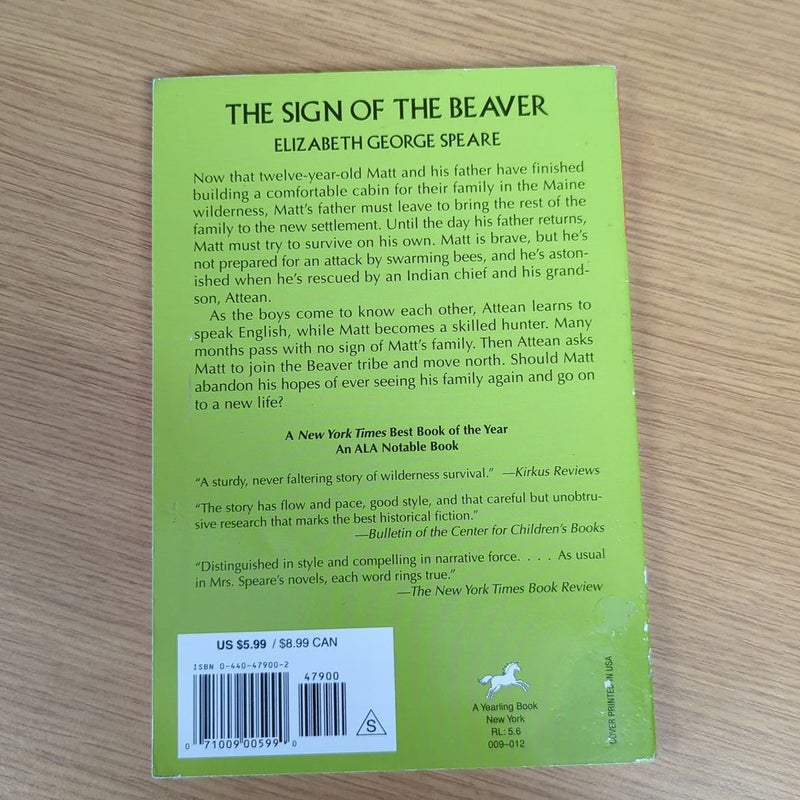 THE SIGN OF THE BEAVER
ELIZABETH GEORGE SPEARE
Now that twelve-year-old Matt and his father have finished
building a comfortable cabin for their family in the Maine
wilderness, Matt's father must leave to bring the rest of the
family to the new settlement. Until the day his father returns,
Matt must try to survive on his own. Matt is brave, but he's
not prepared for an attack by swarming bees, and he's aston-
ished when he's rescued by an Indian chief and his grand-
son, Attean.
As the boys come to know each other, Attean learns to
speak English, while Matt becomes a skilled hunter. Many
months pass with no sign of Matt's family. Then Attean asks
Matt to join the Beaver tribe and move north. Should Matt
abandon his hopes of ever seeing his family again and go on
to a new life?
A New York Times Best Book of the Year
An ALA Notable Book
"A sturdy, never faltering story of wilderness survival." —Kirkus Reviews
"The story has flow and pace, good style, and that careful but unobtru-
sive research that marks the best historical fiction."
—Bulletin of the Center for Children's Books
"Distinguished in style and compelling in narrative force. . . . As usual
in Mrs. Speare's novels, each word rings true."
—The New York Times Book Review
US $5.99 / $8.99 CAN
ISBN 0-440-47900-2
47900
0 71009 00599 0
S
A Yearling Book
New York
RL: 5.6
009–012
COVER PRINTED IN USA